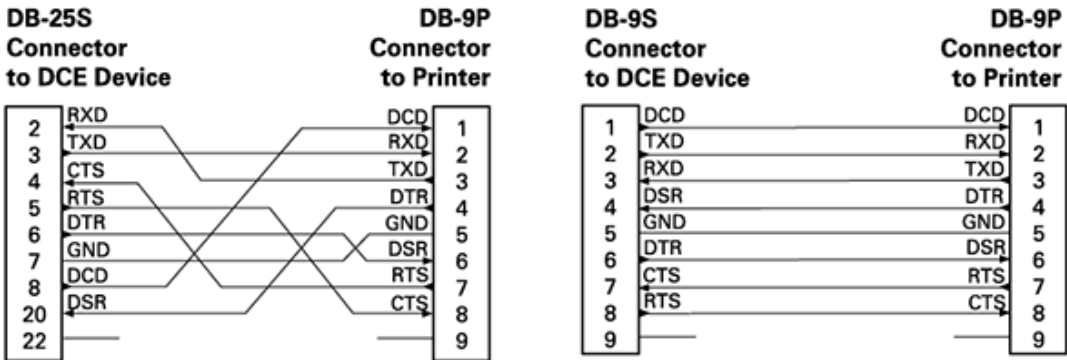 DB-25S
Connector
to DCE Device
DB-9P
Connector
to Printer
2 RXD DCD 1
3 TXD RXD 2
4 CTS TXD 3
5 RTS DTR 4
6 DTR GND 5
7 GND DSR 6
8 DCD RTS 7
20 DSR CTS 8
22 9
DB-9S
Connector
to DCE Device
DB-9P
Connector
to Printer
1 DCD DCD 1
2 TXD RXD 2
3 RXD TXD 3
4 DSR DTR 4
5 GND GND 5
6 DTR DSR 6
7 CTS RTS 7
8 RTS CTS 8
9 9